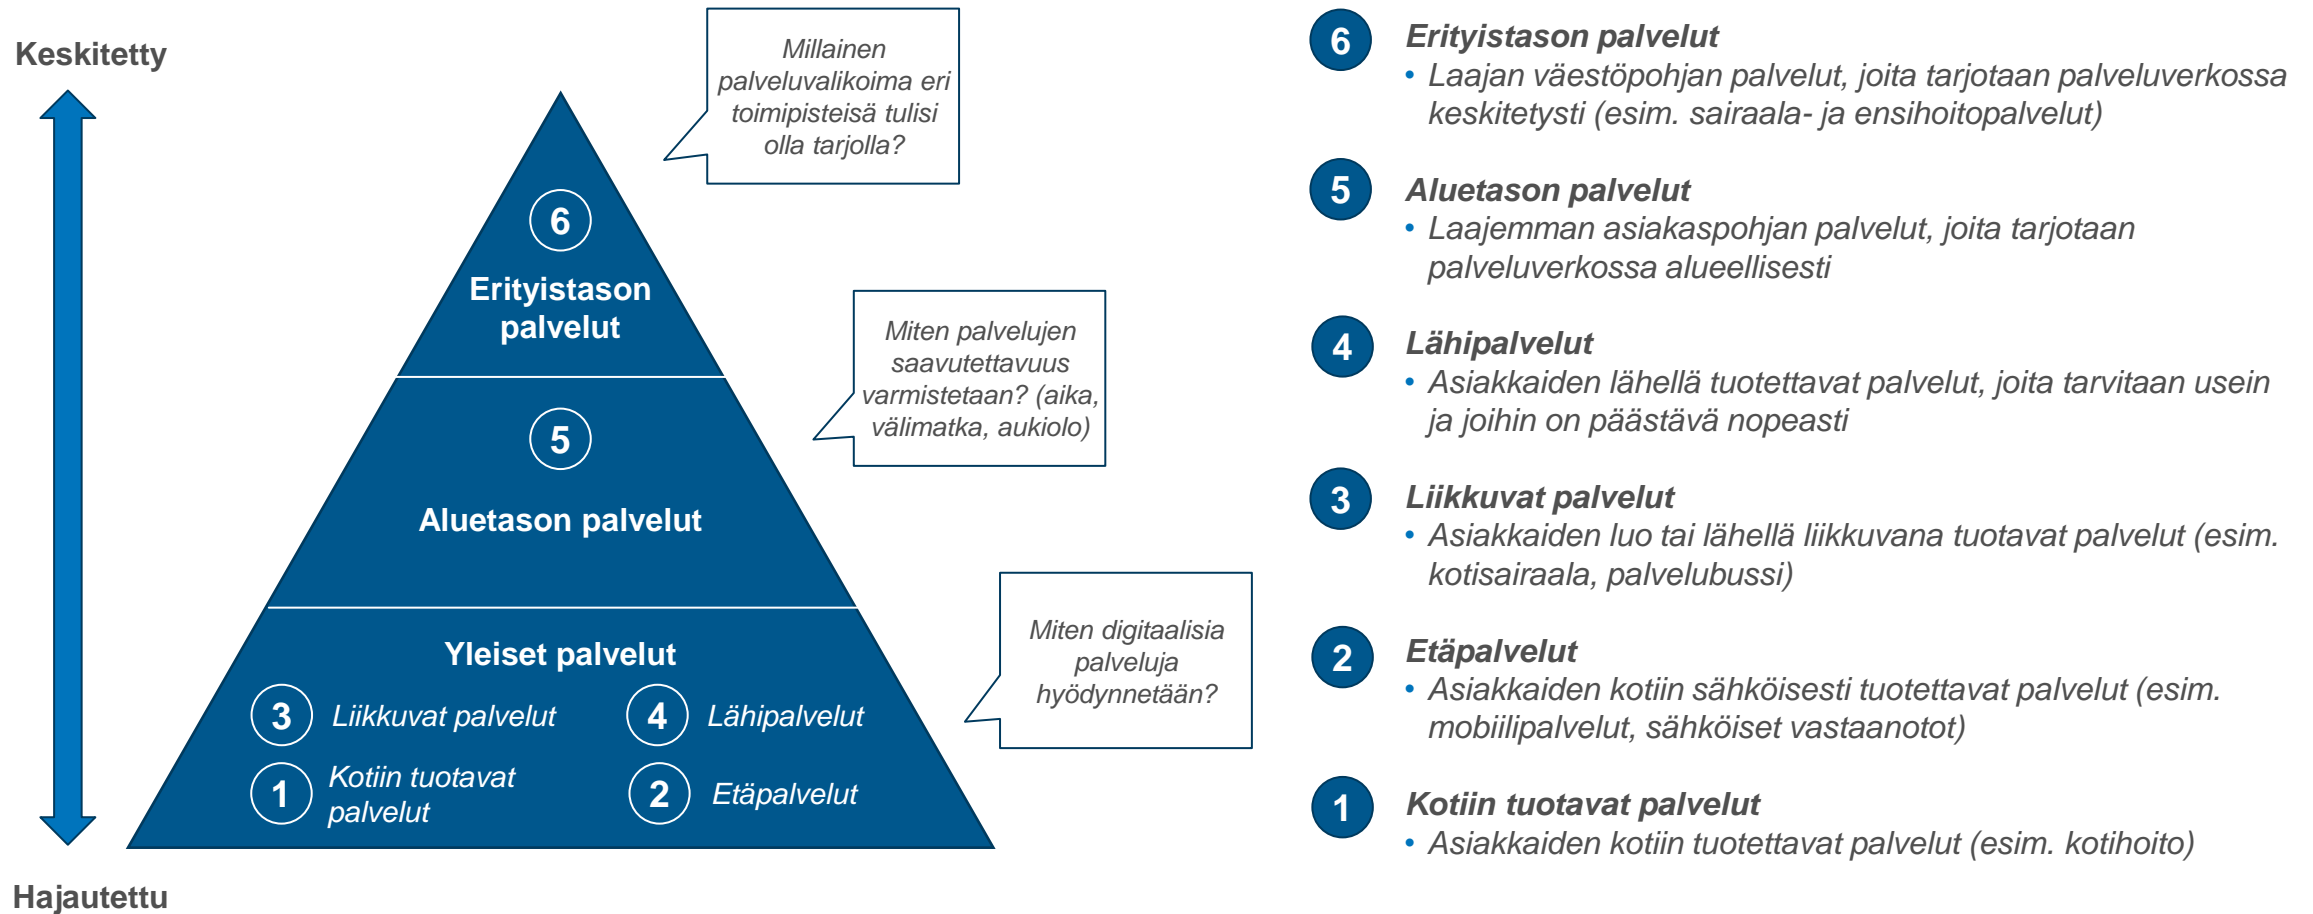 Keskitetty
Hajautettu
Millainen
palveluvalikoima eri
toimipisteisä tulisi
olla tarjolla?
Miten palvelujen
saavutettavuus
varmistetaan? (aika,
välimatka, aukiolo)
Miten digitaalisia
palveluja
hyödynnetään?
6
Erityistason
palvelut
5
Aluetason palvelut
Yleiset palvelut
3 Liikkuvat palvelut
4 Lähipalvelut
1 Kotiin tuotavat
palvelut
2 Etäpalvelut
6 Erityistason palvelut
• Laajan väestöpohjan palvelut, joita tarjotaan palveluverkossa
keskitetysti (esim. sairaala- ja ensihoitopalvelut)
5 Aluetason palvelut
• Laajemman asiakaspohjan palvelut, joita tarjotaan
palveluverkossa alueellisesti
4 Lähipalvelut
• Asiakkaiden lähellä tuotettavat palvelut, joita tarvitaan usein
ja joihin on päästävä nopeasti
3 Liikkuvat palvelut
• Asiakkaiden luo tai lähellä liikkuvana tuotavat palvelut (esim.
kotisairaala, palvelubussi)
2 Etäpalvelut
• Asiakkaiden kotiin sähköisesti tuotettavat palvelut (esim.
mobiilipalvelut, sähköiset vastaanotot)
1 Kotiin tuotavat palvelut
• Asiakkaiden kotiin tuotettavat palvelut (esim. kotihoito)